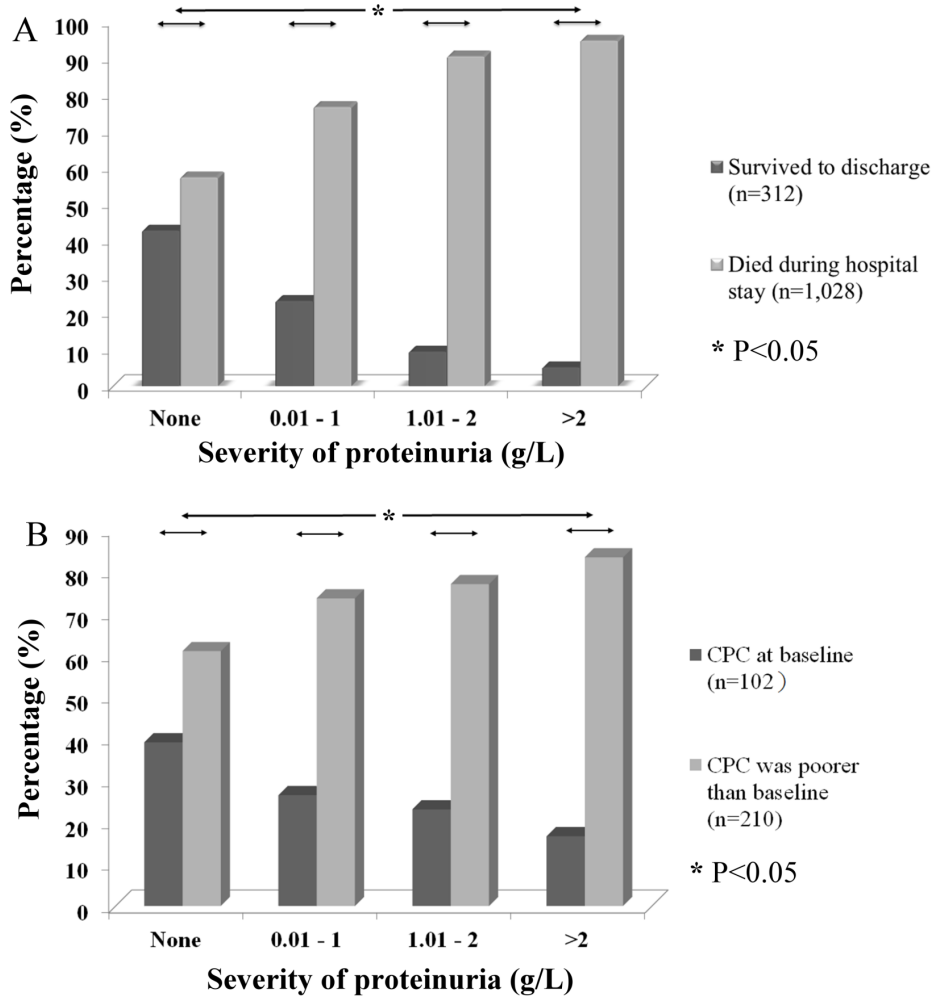 A
*
100
90
80
70
60
50
40
30
20
10
0
Percentage (%)
None 0.01 - 1 1.01 - 2 >2
Severity of proteinuria (g/L)
Survived to discharge
(n=312)
Died during hospital
stay (n=1,028)
* P<0.05
B
*
90
80
70
60
50
40
30
20
10
0
Percentage (%)
None 0.01 - 1 1.01 - 2 >2
Severity of proteinuria (g/L)
CPC at baseline
(n=102）
CPC was poorer
than baseline
(n=210)
* P<0.05